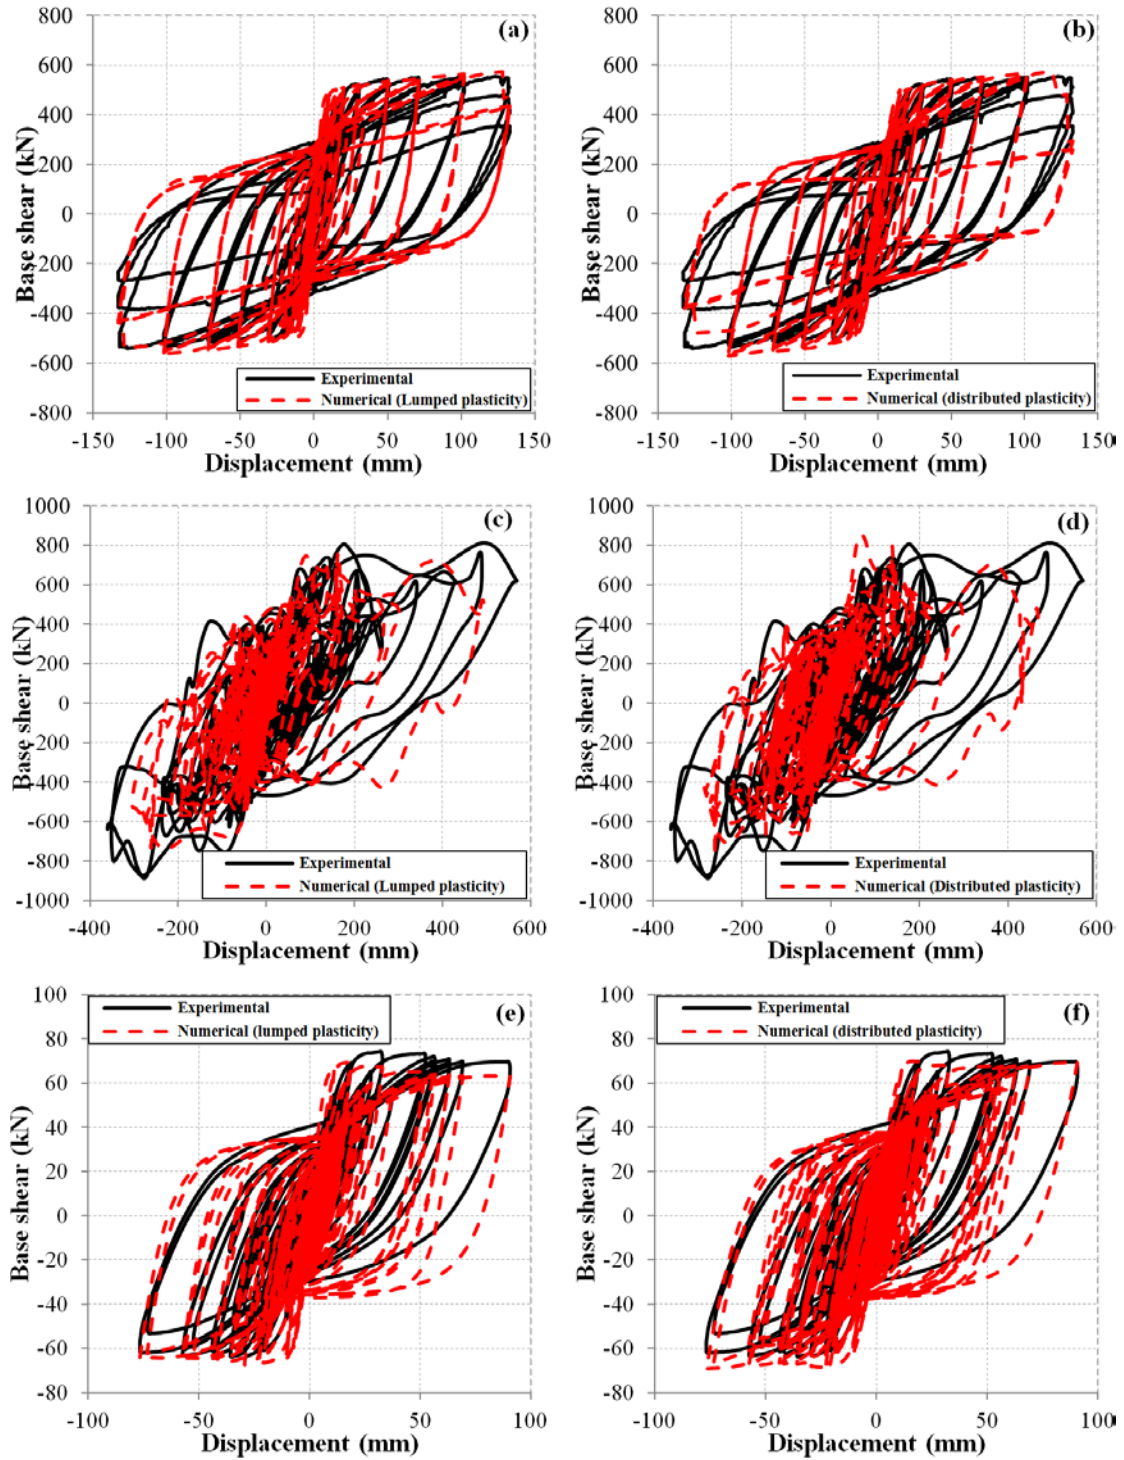 (a)
800
600
400
200
0
-200
-400
-600
-800
Base shear (kN)
Experimental
Numerical (Lumped plasticity)
-150 -100 -50 0 50 100 150
Displacement (mm)
(b)
800
600
400
200
0
-200
-400
-600
-800
Base shear (kN)
Experimental
Numerical (distributed plasticity)
-150 -100 -50 0 50 100 150
Displacement (mm)
(c)
1000
800
600
400
200
0
-200
-400
-600
-800
-1000
Base shear (kN)
Experimental
Numerical (Lumped plasticity)
-400 -200 0 200 400 600
Displacement (mm)
(d)
1000
800
600
400
200
0
-200
-400
-600
-800
-1000
Base shear (kN)
Experimental
Numerical (Distributed plasticity)
-400 -200 0 200 400 600
Displacement (mm)
(e)
100
80
60
40
20
0
-20
-40
-60
-80
Base shear (kN)
Experimental
Numerical (lumped plasticity)
-100 -50 0 50 100
Displacement (mm)
(f)
100
80
60
40
20
0
-20
-40
-60
-80
Base shear (kN)
Experimental
Numerical (distributed plasticity)
-100 -50 0 50 100
Displacement (mm)